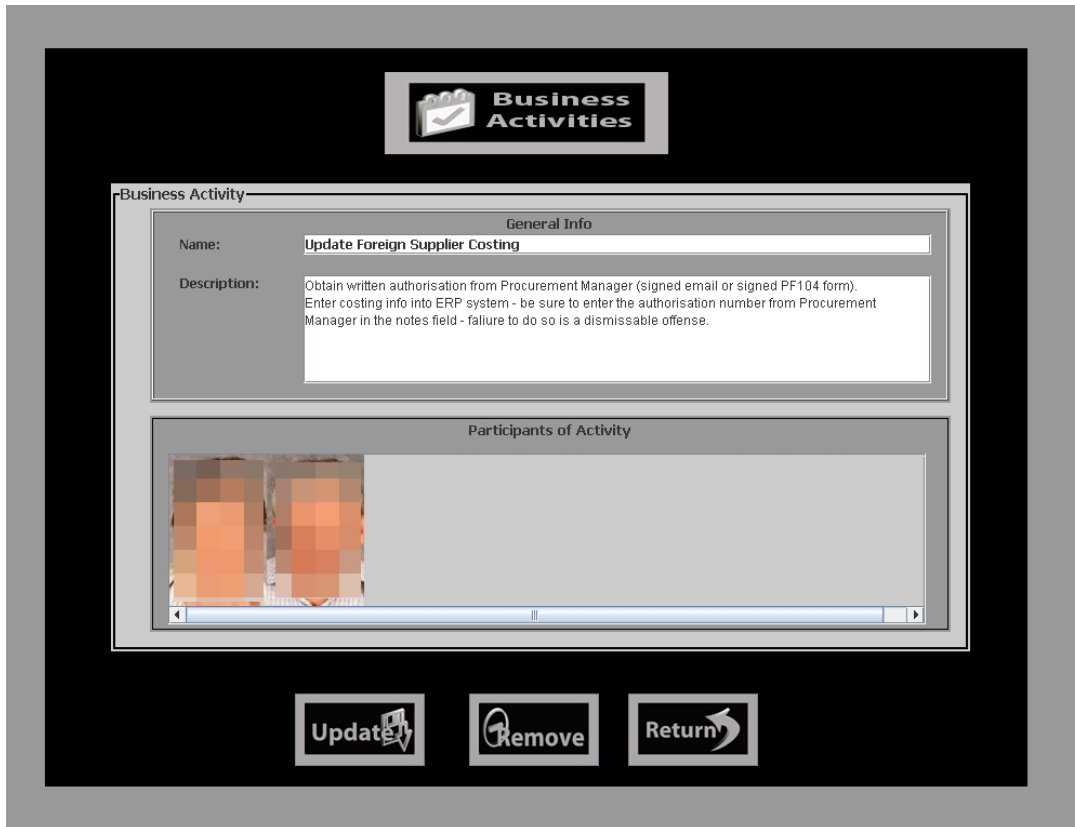 Business
Activities
Business Activity
General Info
Name:
Update Foreign Supplier Costing
Description:
Obtain written authorisation from Procurement Manager (signed email or signed PF104 form).
Enter costing info into ERP system - be sure to enter the authorisation number from Procurement
Manager in the notes field - faliure to do so is a dismissable offense.
Participants of Activity
Update
Remove
Return